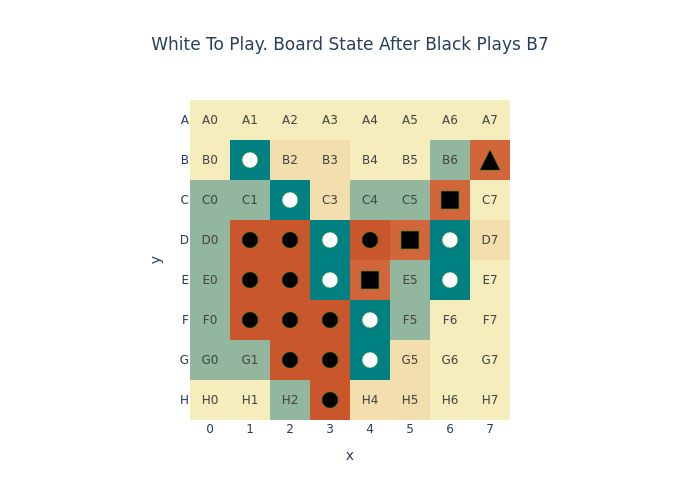 White To Play. Board State After Black Plays B7
A A0 A1 A2 A3 A4 A5 A6 A7
B B0 B2 B3 B4 B5 B6
C C0 C1 C3 C4 C5 C7
D D0 D7
y
E E0 E5 E7
F F0 F5 F6 F7
G G0 G1 G5 G6 G7
H H0 H1 H2 H4 H5 H6 H7
0 1 2 3 4 5 6 7
x